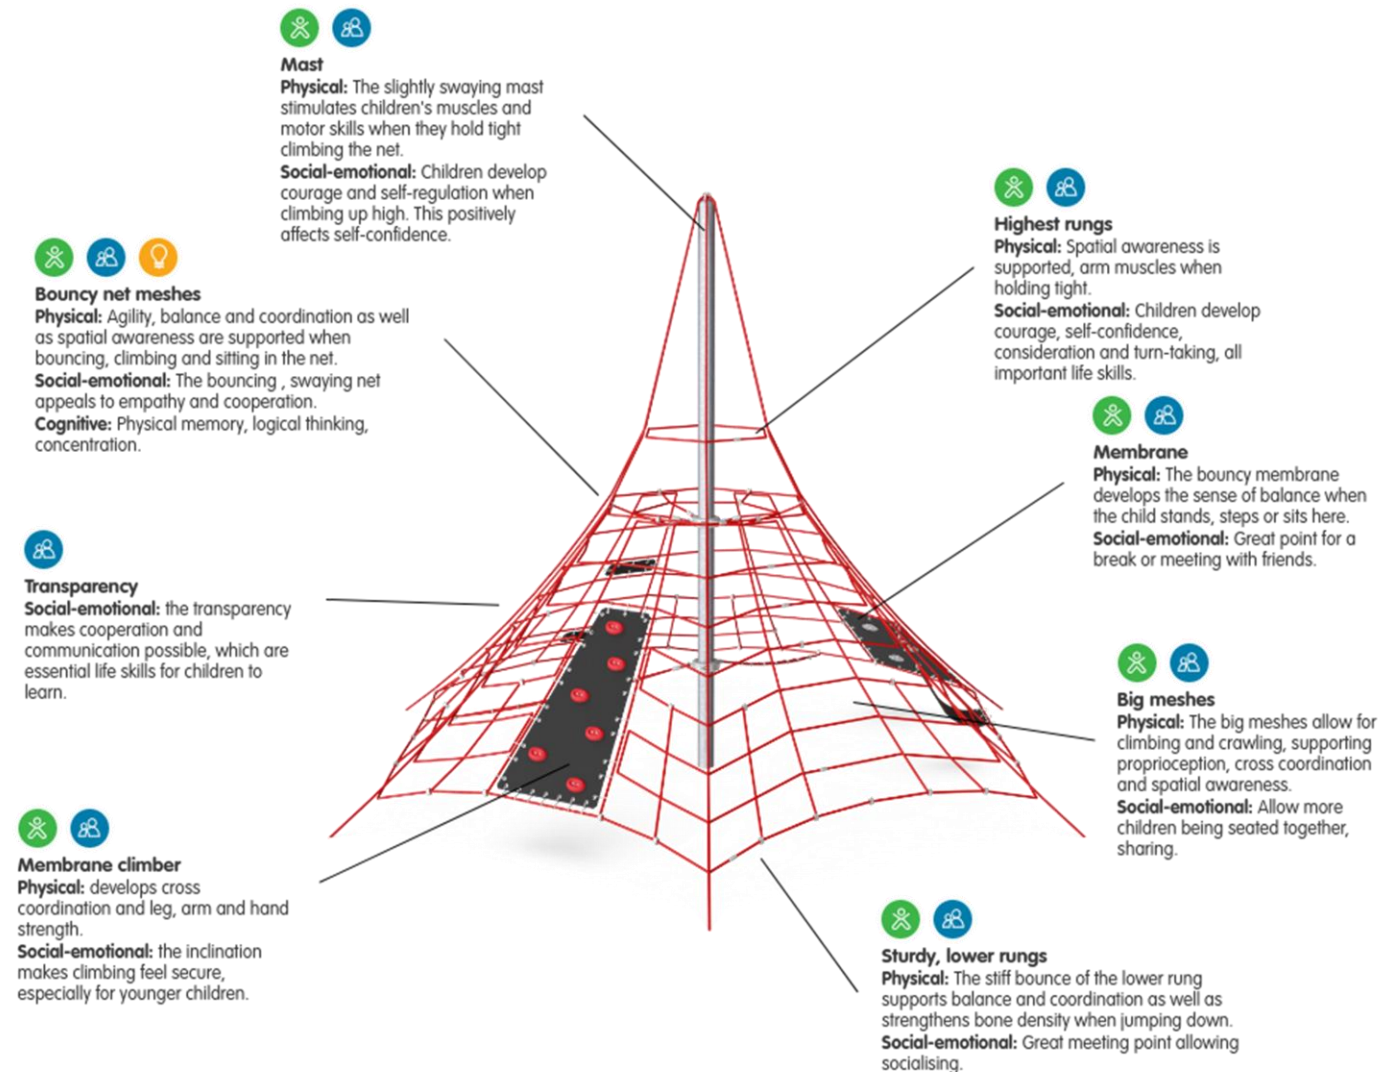 Mast
Physical: The slightly swaying mast
stimulates children's muscles and
motor skills when they hold tight
climbing the net.
Social-emotional: Children develop
courage and self-regulation when
climbing up high. This positively
affects self-confidence.
Highest rungs
Physical: Spatial awareness is
supported, arm muscles when
holding tight.
Social-emotional: Children develop
courage, self-confidence,
consideration and turn-taking, all
important life skills.
Bouncy net meshes
Physical: Agility, balance and coordination as well
as spatial awareness are supported when
bouncing, climbing and sitting in the net.
Social-emotional: The bouncing , swaying net
appeals to empathy and cooperation.
Cognitive: Physical memory, logical thinking,
concentration.
Membrane
Physical: The bouncy membrane
develops the sense of balance when
the child stands, steps or sits here.
Social-emotional: Great point for a
break or meeting with friends.
Transparency
Social-emotional: the transparency
makes cooperation and
communication possible, which are
essential life skills for children to
learn.
Big meshes
Physical: The big meshes allow for
climbing and crawling, supporting
proprioception, cross coordination
and spatial awareness.
Social-emotional: Allow more
children being seated together,
sharing.
Membrane climber
Physical: develops cross
coordination and leg, arm and hand
strength.
Social-emotional: the inclination
makes climbing feel secure,
especially for younger children.
Sturdy, lower rungs
Physical: The stiff bounce of the lower rung
supports balance and coordination as well as
strengthens bone density when jumping down.
Social-emotional: Great meeting point allowing
socialising.